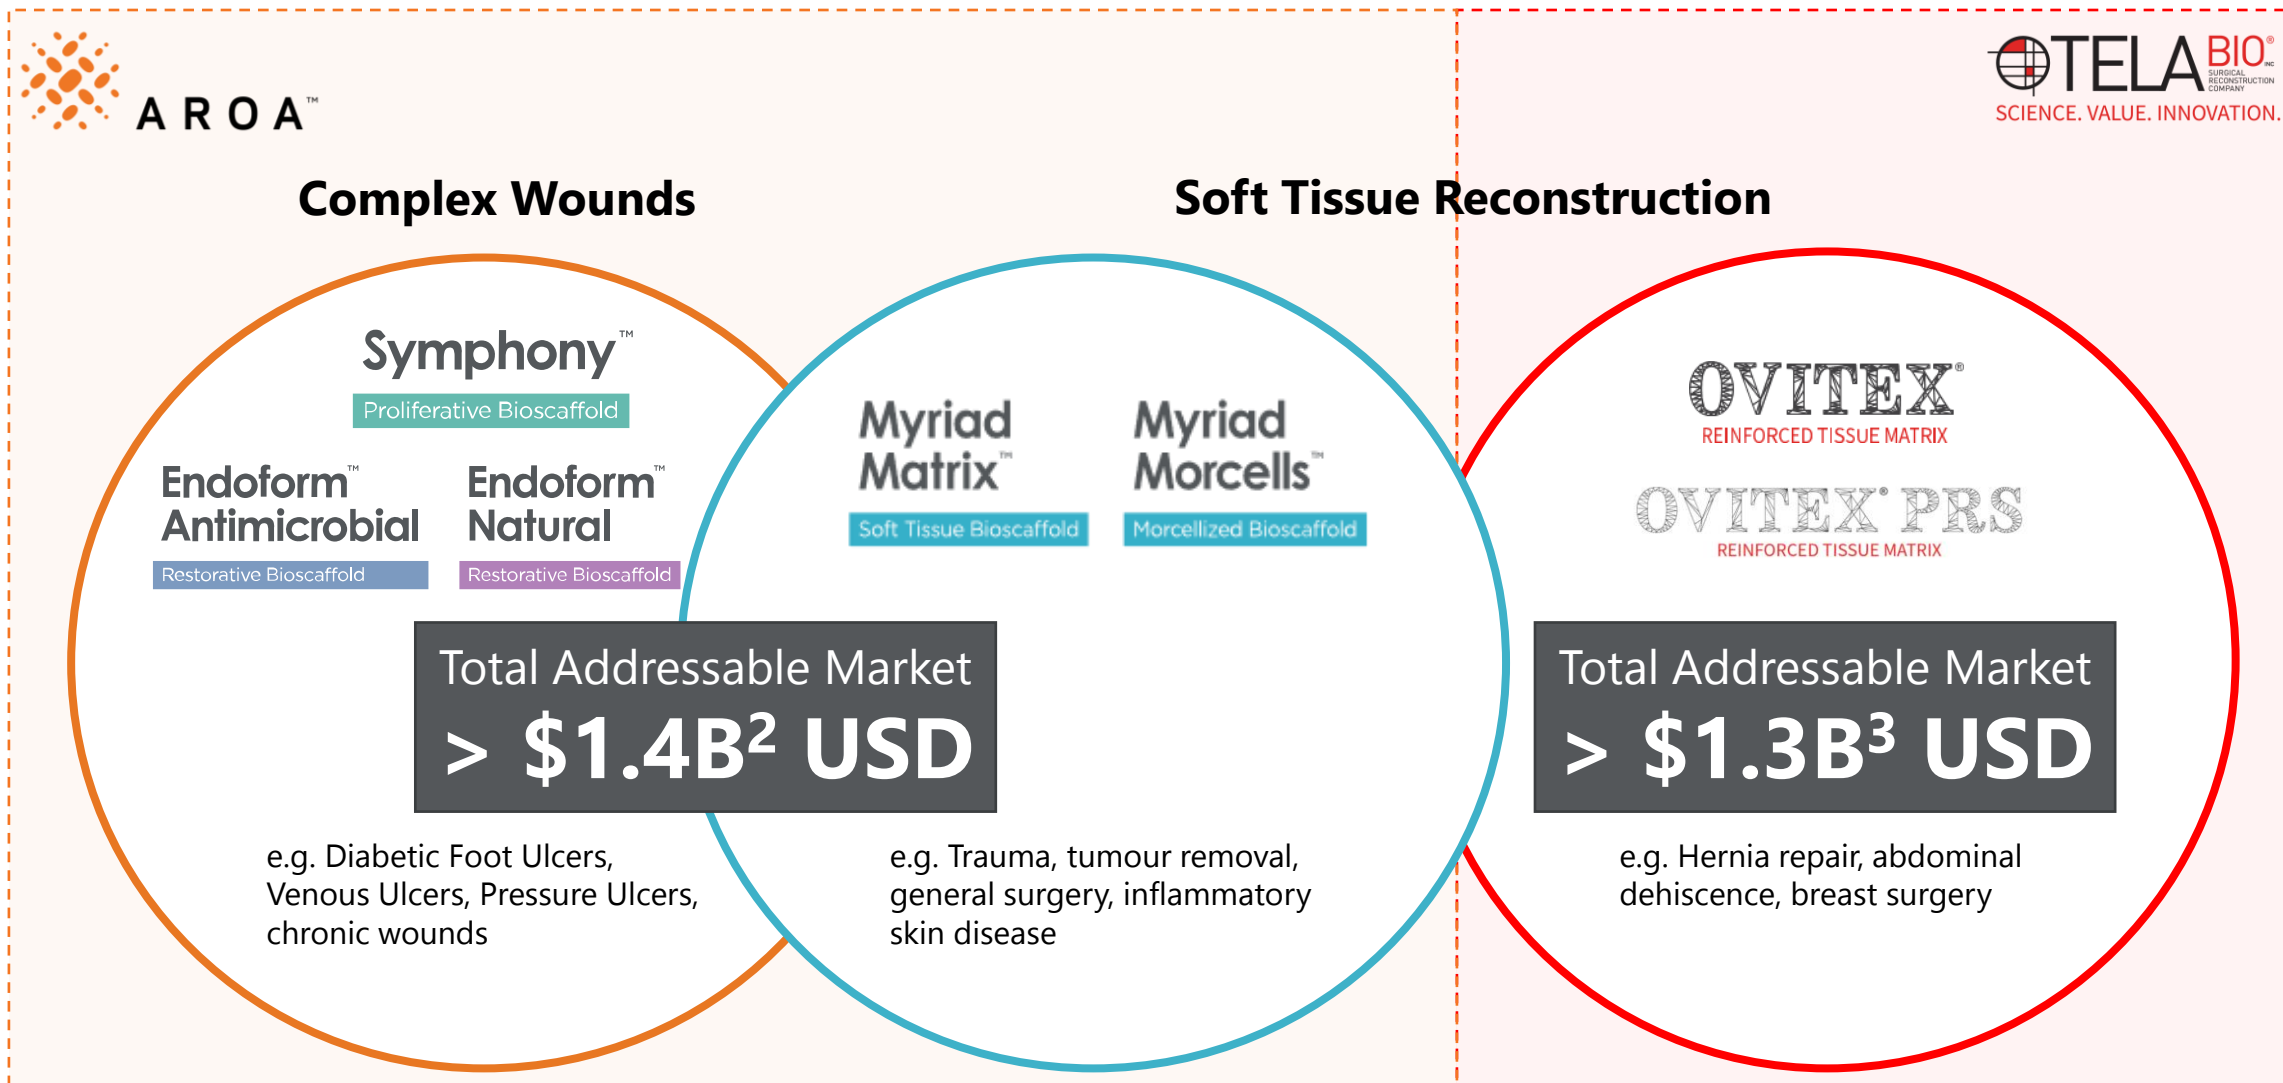 AROA™
OTELA BIO® INC
SURGICAL
RECONSTRUCTION
COMPANY
SCIENCE. VALUE. INNOVATION.
Complex Wounds
Soft Tissue Reconstruction
Symphony™
Proliferative Bioscaffold
Endoform™
Antimicrobial
Restorative Bioscaffold
Endoform™
Natural
Restorative Bioscaffold
Myriad
Matrix™
Soft Tissue Bioscaffold
Myriad
Morcells™
Morcellized Bioscaffold
OVITEX®
REINFORCED TISSUE MATRIX
OVITEX® PRS
REINFORCED TISSUE MATRIX
Total Addressable Market
> $1.4B² USD
Total Addressable Market
> $1.3B³ USD
e.g. Diabetic Foot Ulcers,
Venous Ulcers, Pressure Ulcers,
chronic wounds
e.g. Trauma, tumour removal,
general surgery, inflammatory
skin disease
e.g. Hernia repair, abdominal
dehiscence, breast surgery